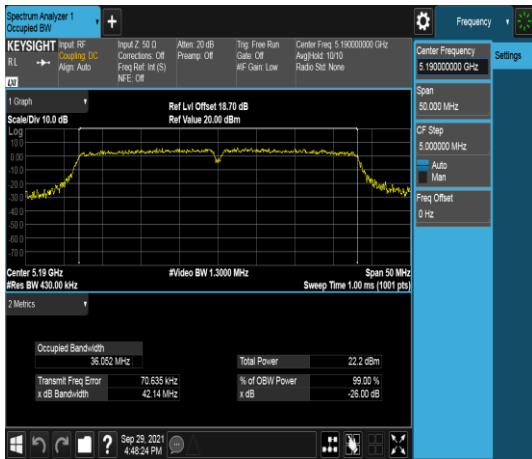 Spectrum Analyzer 1
Occupied BW
Frequency
KEYSIGHT
Input: RF
Coupling: DC
Align: Auto
R L
LXI
Input Z: 50 Ω
Corrections: Off
Freq Ref: Int (S)
NFE: Off
Atten: 20 dB
Preamp: Off
Trig: Free Run
Gate: Off
#IF Gain: Low
Center Freq: 5.190000000 GHz
Avg|Hold: 10/10
Radio Std: None
Center Frequency
5.190000000 GHz
Settings
Span
50.000 MHz
CF Step
5.000000 MHz
Auto
Man
Freq Offset
0 Hz
1 Graph
Scale/Div 10.0 dB
Ref Lvl Offset 18.70 dB
Ref Value 20.00 dBm
Log
10.0
0.00
-10.0
-20.0
-30.0
-40.0
-50.0
-60.0
-70.0
Center 5.19 GHz
#Res BW 430.00 kHz
#Video BW 1.3000 MHz
Span 50 MHz
Sweep Time 1.00 ms (1001 pts)
2 Metrics
Occupied Bandwidth
36.052 MHz
Total Power 22.2 dBm
Transmit Freq Error 70.635 kHz
% of OBW Power 99.00 %
x dB Bandwidth 42.14 MHz
x dB -26.00 dB
?
Sep 29, 2021
4:48:24 PM